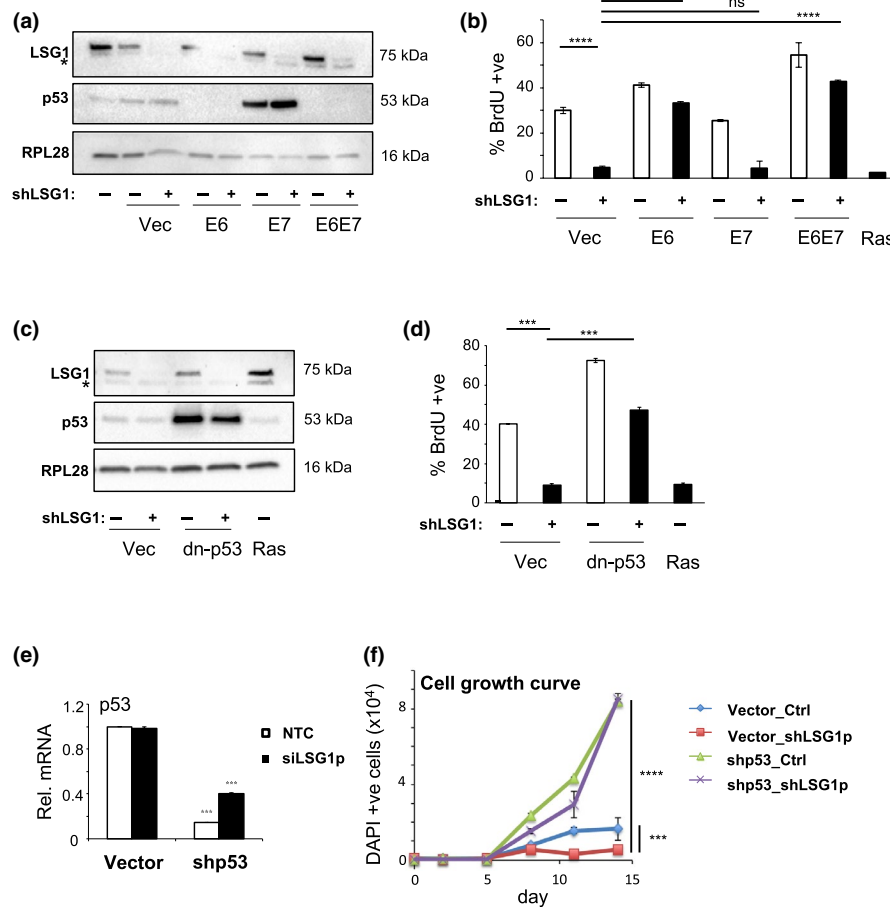 (a)
LSG1
*
75 kDa
p53
53 kDa
RPL28
16 kDa
shLSG1: – – + – + – + – +
Vec E6 E7 E6E7
(b)
ns
****
****
% BrdU +ve
60
40
20
0
shLSG1: – + – + – + – +
Vec E6 E7 E6E7 Ras
(c)
LSG1
*
75 kDa
p53
53 kDa
RPL28
16 kDa
shLSG1: – + – + –
Vec dn-p53 Ras
(d)
***
***
% BrdU +ve
80
60
40
20
0
shLSG1: – + – + –
Vec dn-p53 Ras
(e)
p53
Rel. mRNA
1.2
0.8
0.4
0
***
***
NTC
siLSG1p
Vector shp53
(f)
Cell growth curve
DAPI +ve cells (x10⁴)
8
4
0
0 5 10 15
day
****
***
Vector_Ctrl
Vector_shLSG1p
shp53_Ctrl
shp53_shLSG1p